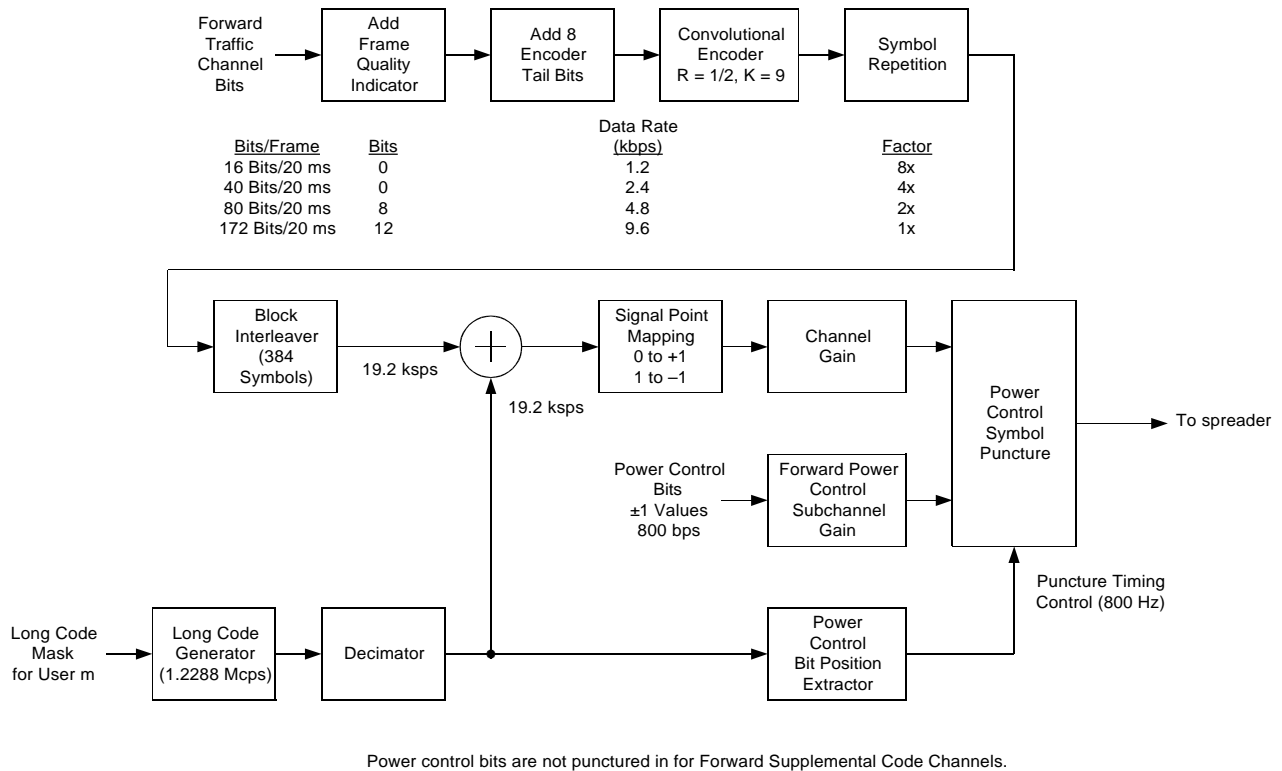 Forward
Traffic
Channel
Bits
Add
Frame
Quality
Indicator
Add 8
Encoder
Tail Bits
Convolutional
Encoder
R = 1/2, K = 9
Symbol
Repetition
Data Rate
Bits/Frame Bits (kbps) Factor
16 Bits/20 ms 0 1.2 8x
40 Bits/20 ms 0 2.4 4x
80 Bits/20 ms 8 4.8 2x
172 Bits/20 ms 12 9.6 1x
Block
Interleaver
(384
Symbols)
19.2 ksps
19.2 ksps
Signal Point
Mapping
0 to +1
1 to –1
Channel
Gain
Power
Control
Symbol
Puncture
To spreader
Power Control
Bits
±1 Values
800 bps
Forward Power
Control
Subchannel
Gain
Puncture Timing
Control (800 Hz)
Long Code
Mask
for User m
Long Code
Generator
(1.2288 Mcps)
Decimator
Power
Control
Bit Position
Extractor
Power control bits are not punctured in for Forward Supplemental Code Channels.